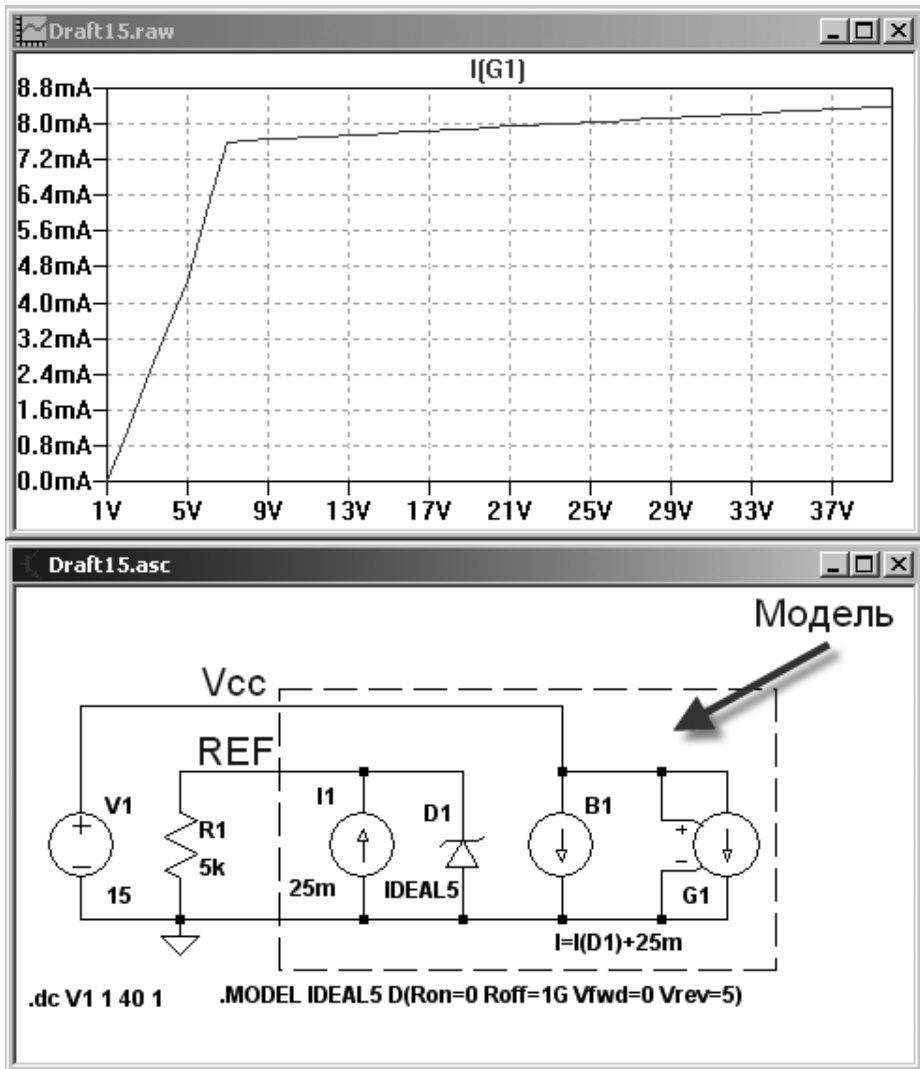 Draft15.raw
I(G1)
8.8mA
8.0mA
7.2mA
6.4mA
5.6mA
4.8mA
4.0mA
3.2mA
2.4mA
1.6mA
0.8mA
0.0mA
1V 5V 9V 13V 17V 21V 25V 29V 33V 37V
Draft15.asc
Модель
Vcc
REF
V1
15
R1
5k
I1
25m
D1
IDEAL5
B1
I=I(D1)+25m
G1
.dc V1 1 40 1
.MODEL IDEAL5 D(Ron=0 Roff=1G Vfwd=0 Vrev=5)